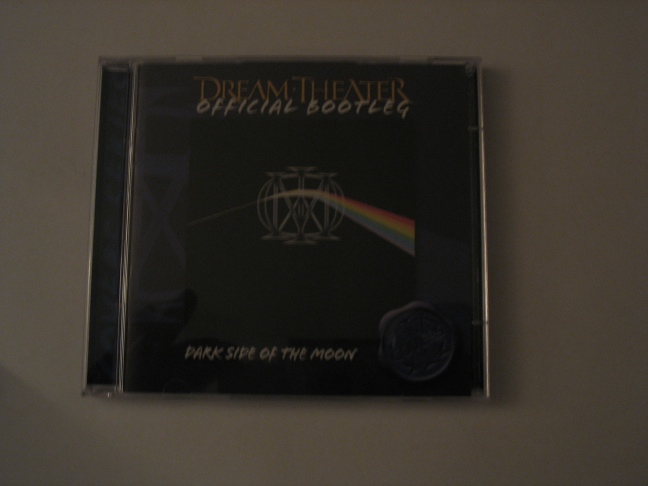 DREAM THEATER
OFFICIAL BOOTLEG
DARK SIDE OF THE MOON